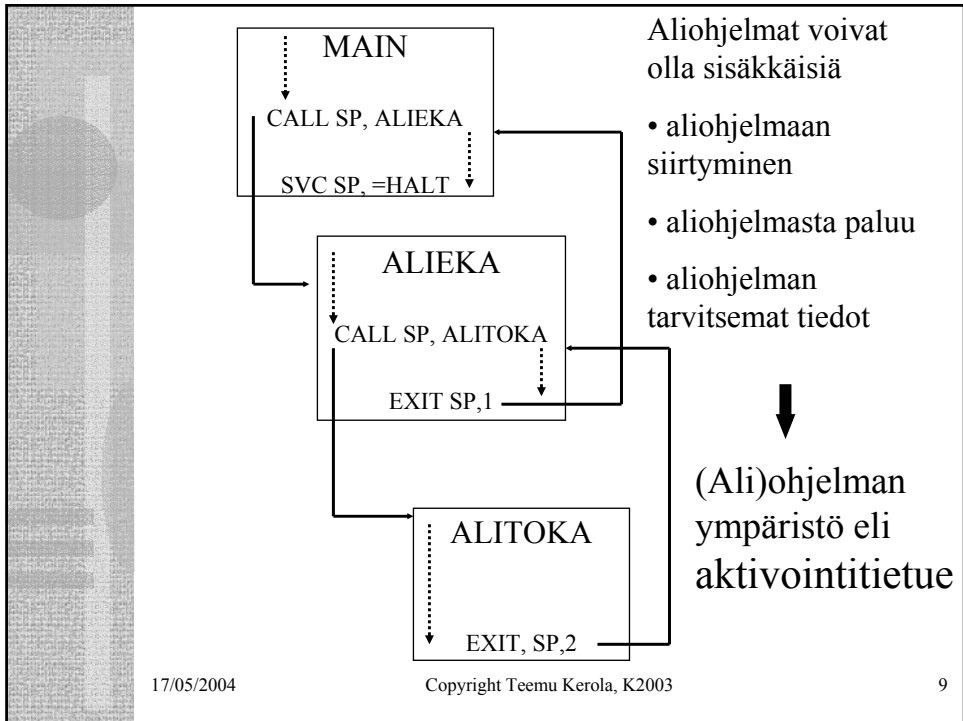 MAIN
CALL SP, ALIEKA
SVC SP, =HALT
ALIEKA
CALL SP, ALITOKA
EXIT SP,1
ALITOKA
EXIT, SP,2
Aliohjelmat voivat
olla sisäkkäisiä
• aliohjelmaan
siirtyminen
• aliohjelmasta paluu
• aliohjelman
tarvitsemat tiedot
(Ali)ohjelman
ympäristö eli
aktivointitietue
17/05/2004
Copyright Teemu Kerola, K2003
9